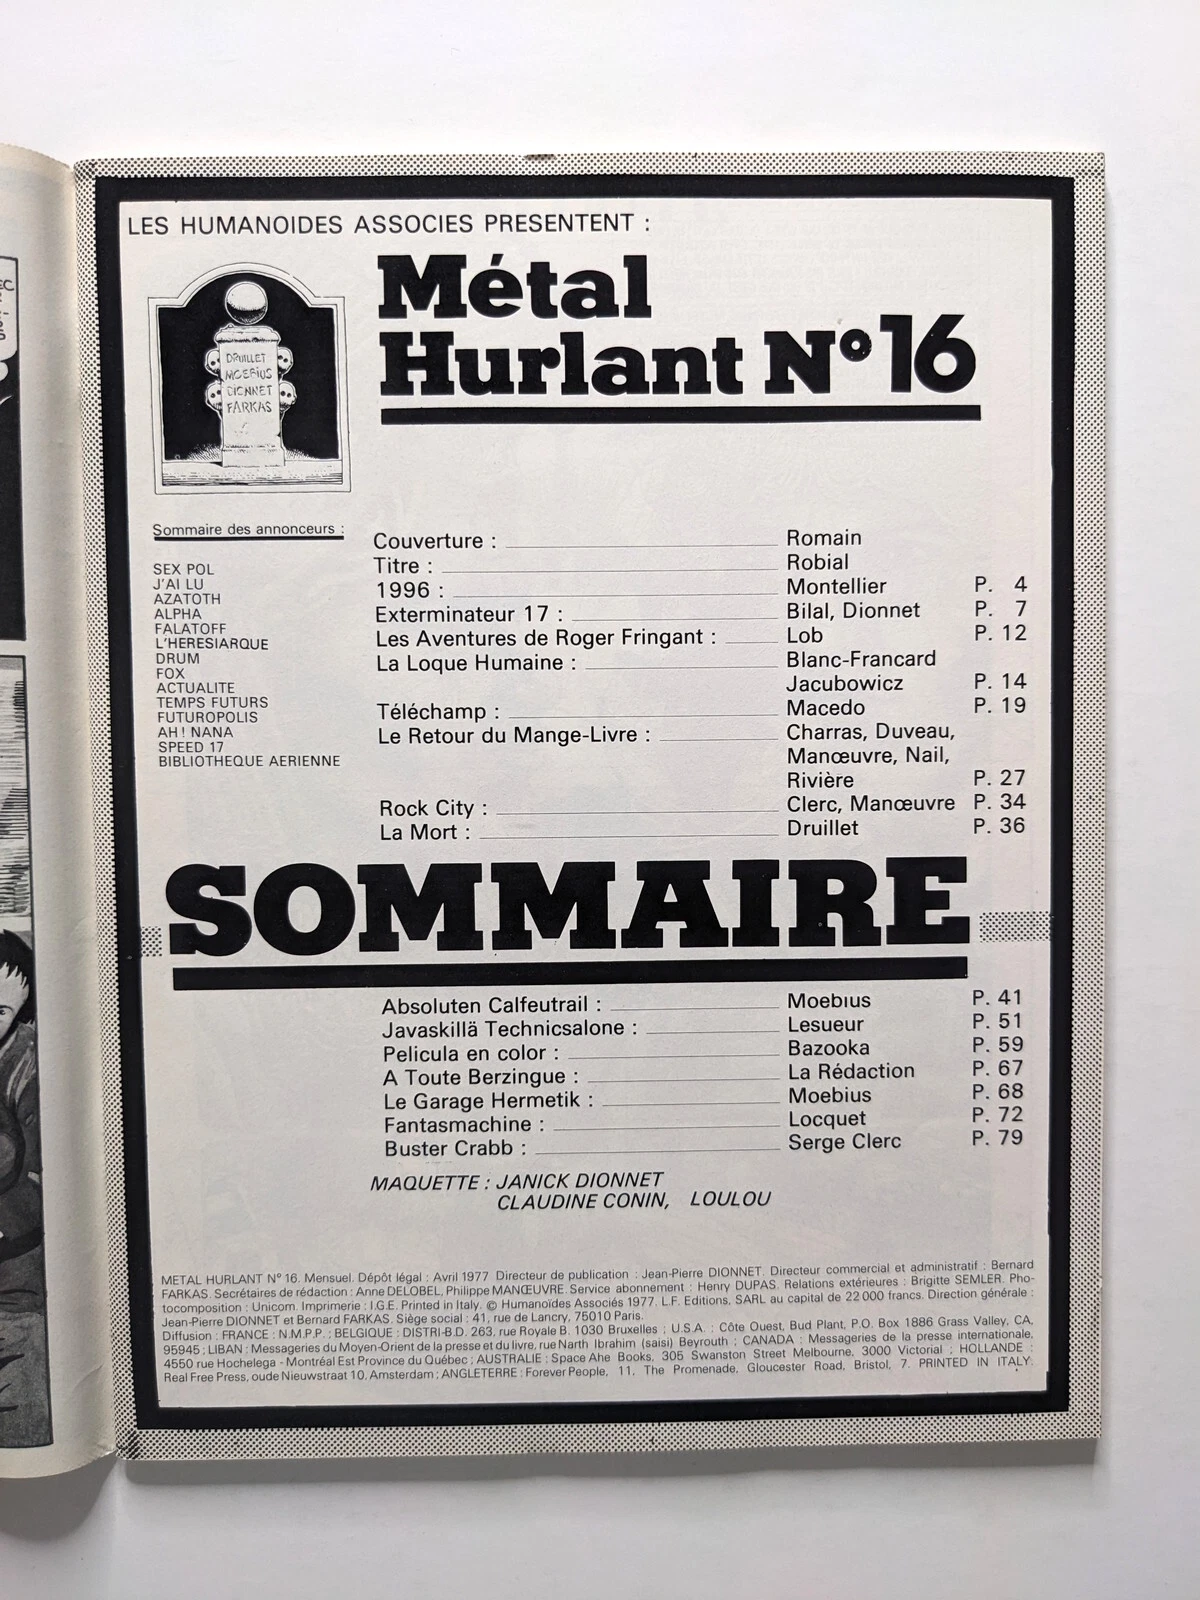 LES HUMANOIDES ASSOCIES PRESENTENT :
Métal
Hurlant Nº 16
DRUILLET
MOEBIUS
DIONNET
FARKAS
Sommaire des annonceurs :
SEX POL
J'AI LU
AZATOTH
ALPHA
FALATOFF
L'HERESIARQUE
DRUM
FOX
ACTUALITE
TEMPS FUTURS
FUTUROPOLIS
AH ! NANA
SPEED 17
BIBLIOTHEQUE AERIENNE
Couverture : Romain
Titre : Robial
1996 : Montellier P. 4
Exterminateur 17 : Bilal, Dionnet P. 7
Les Aventures de Roger Fringant : Lob P. 12
La Loque Humaine : Blanc-Francard
Jacubowicz P. 14
Téléchamp : Macedo P. 19
Le Retour du Mange-Livre : Charras, Duveau,
Manœuvre, Nail,
Rivière P. 27
Rock City : Clerc, Manœuvre P. 34
La Mort : Druillet P. 36
SOMMAIRE
Absoluten Calfeutrail : Moebius P. 41
Javaskillä Technicsalone : Lesueur P. 51
Pelicula en color : Bazooka P. 59
A Toute Berzingue : La Rédaction P. 67
Le Garage Hermetik : Moebius P. 68
Fantasmachine : Locquet P. 72
Buster Crabb : Serge Clerc P. 79
MAQUETTE : JANICK DIONNET
CLAUDINE CONIN, LOULOU
METAL HURLANT Nº 16. Mensuel. Dépôt légal : Avril 1977 Directeur de publication : Jean-Pierre DIONNET. Directeur commercial et administratif : Bernard
FARKAS. Secrétaires de rédaction : Anne DELOBEL, Philippe MANŒUVRE. Service abonnement : Henry DUPAS. Relations extérieures : Brigitte SEMLER. Pho-
tocomposition : Unicom. Imprimerie : I.G.E. Printed in Italy. © Humanoïdes Associés 1977. L.F. Editions, SARL au capital de 22 000 francs. Direction générale :
Jean-Pierre DIONNET et Bernard FARKAS. Siège social : 41, rue de Lancry, 75010 Paris.
Diffusion : FRANCE : N.M.P.P. ; BELGIQUE : DISTRI-B.D. 263, rue Royale B. 1030 Bruxelles ; U.S.A. : Côte Ouest, Bud Plant, P.O. Box 1886 Grass Valley, CA,
95945 ; LIBAN : Messageries du Moyen-Orient de la presse et du livre, rue Narth Ibrahim (saisi) Beyrouth ; CANADA : Messageries de la presse internationale,
4550 rue Hochelega - Montréal Est Province du Québec ; AUSTRALIE : Space Ahe Books, 305 Swanston Street Melbourne, 3000 Victorial ; HOLLANDE :
Real Free Press, oude Nieuwstraat 10, Amsterdam ; ANGLETERRE : Forever People, 11, The Promenade, Gloucester Road, Bristol, 7. PRINTED IN ITALY.